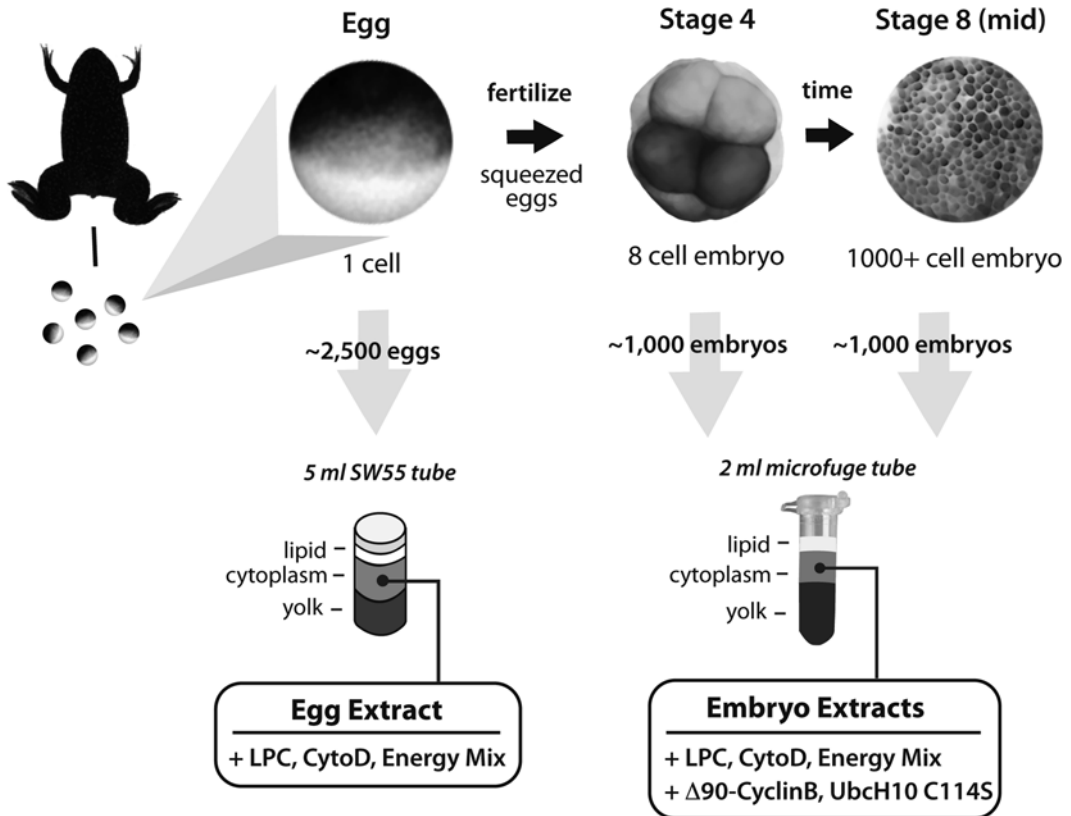 Egg
Stage 4
Stage 8 (mid)
fertilize
squeezed
eggs
time
1 cell
8 cell embryo
1000+ cell embryo
~2,500 eggs
~1,000 embryos
~1,000 embryos
5 ml SW55 tube
2 ml microfuge tube
lipid
cytoplasm
yolk
lipid
cytoplasm
yolk
Egg Extract
+ LPC, CytoD, Energy Mix
Embryo Extracts
+ LPC, CytoD, Energy Mix
+ Δ90-CyclinB, UbcH10 C114S